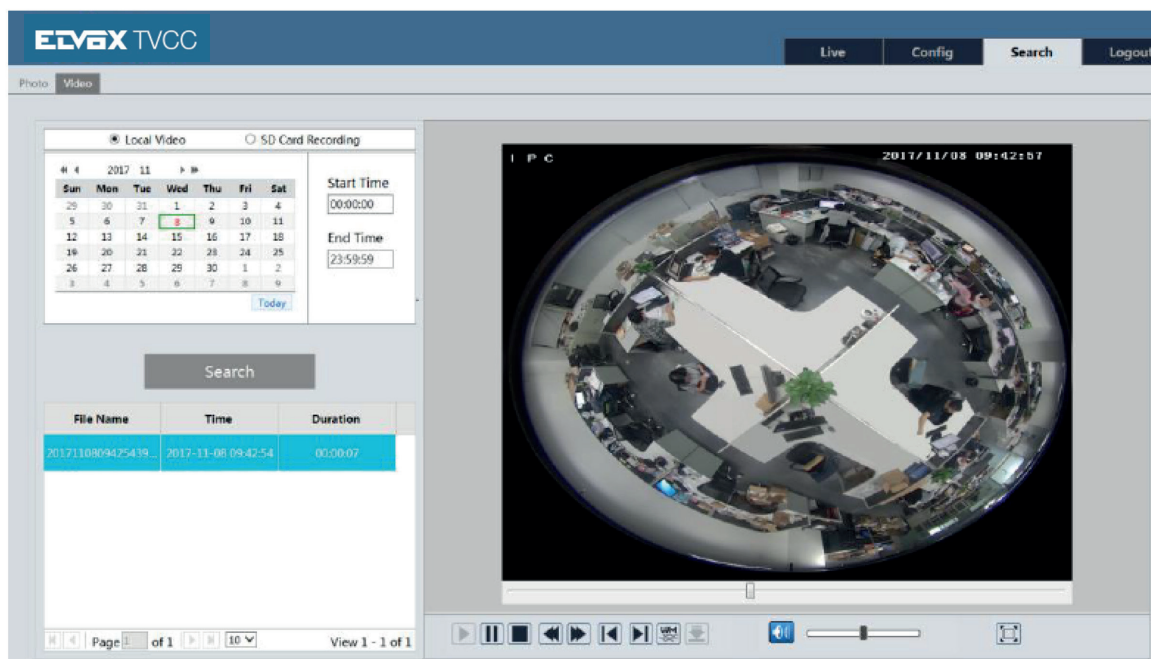 ELVOX TVCC
Live Config Search Logout
Photo Video
Local Video SD Card Recording
2017 11
Sun Mon Tue Wed Thu Fri Sat
29 30 31 1 2 3 4
5 6 7 8 9 10 11
12 13 14 15 16 17 18
19 20 21 22 23 24 25
26 27 28 29 30 1 2
3 4 5 6 7 8 9
Today
Start Time
00:00:00
End Time
23:59:59
Search
File Name Time Duration
2017110809425439... 2017-11-08 09:42:54 00:00:07
Page 1 of 1 10 View 1 - 1 of 1
I P C 2017/11/08 09:42:57
WM